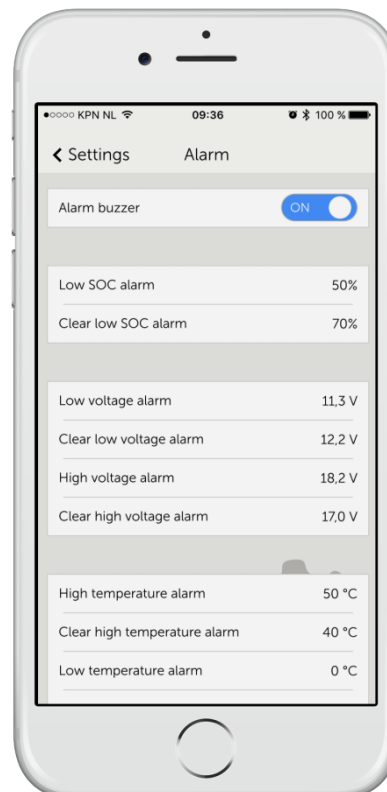 KPN NL 09:36 100 %
Settings Alarm
Alarm buzzer ON
Low SOC alarm 50%
Clear low SOC alarm 70%
Low voltage alarm 11,3 V
Clear low voltage alarm 12,2 V
High voltage alarm 18,2 V
Clear high voltage alarm 17,0 V
High temperature alarm 50 °C
Clear high temperature alarm 40 °C
Low temperature alarm 0 °C